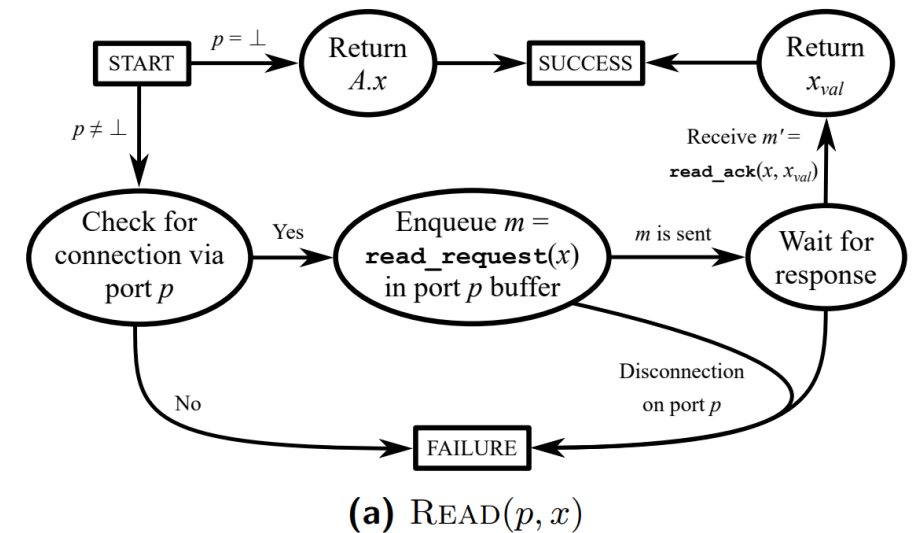 START
p = ⊥
Return
A.x
SUCCESS
Return
x_val
p ≠ ⊥
Receive m′ =
read_ack(x, x_val)
Check for
connection via
port p
Yes
Enqueue m =
read_request(x)
in port p buffer
m is sent
Wait for
response
No
Disconnection
on port p
FAILURE
(a) READ(p, x)